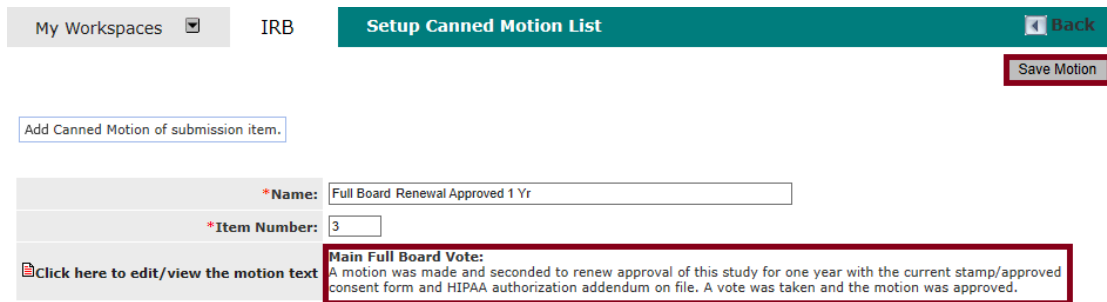 My Workspaces IRB Setup Canned Motion List Back
Save Motion
Add Canned Motion of submission item.
*Name: Full Board Renewal Approved 1 Yr
*Item Number: 3
Main Full Board Vote:
Click here to edit/view the motion text A motion was made and seconded to renew approval of this study for one year with the current stamp/approved
consent form and HIPAA authorization addendum on file. A vote was taken and the motion was approved.